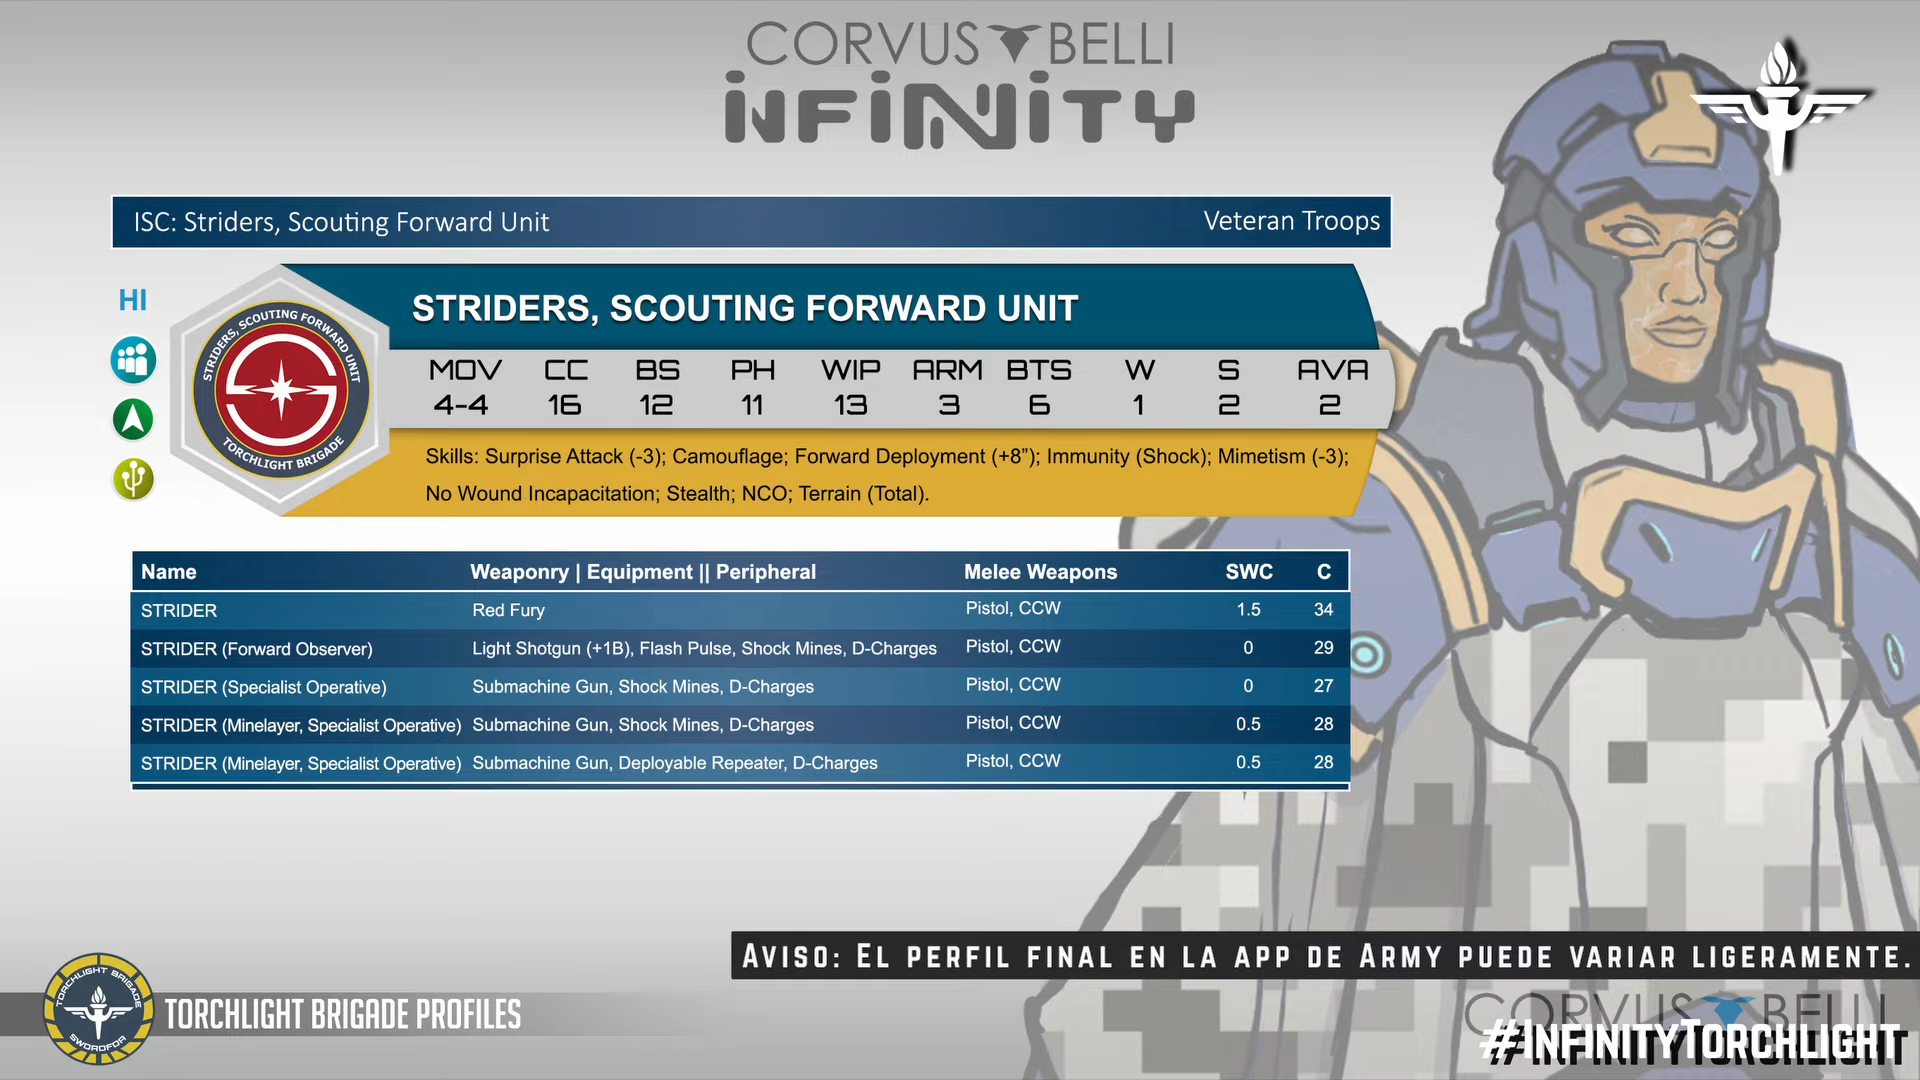 CORVUS BELLI
INFINITY
ISC: Striders, Scouting Forward Unit Veteran Troops
HI
STRIDERS, SCOUTING FORWARD UNIT
TORCHLIGHT BRIGADE
STRIDERS, SCOUTING FORWARD UNIT
MOV CC BS PH WIP ARM BTS W S AVA
4-4 16 12 11 13 3 6 1 2 2
Skills: Surprise Attack (-3); Camouflage; Forward Deployment (+8”); Immunity (Shock); Mimetism (-3);
No Wound Incapacitation; Stealth; NCO; Terrain (Total).
Name Weaponry | Equipment || Peripheral Melee Weapons SWC C
STRIDER Red Fury Pistol, CCW 1.5 34
STRIDER (Forward Observer) Light Shotgun (+1B), Flash Pulse, Shock Mines, D-Charges Pistol, CCW 0 29
STRIDER (Specialist Operative) Submachine Gun, Shock Mines, D-Charges Pistol, CCW 0 27
STRIDER (Minelayer, Specialist Operative) Submachine Gun, Shock Mines, D-Charges Pistol, CCW 0.5 28
STRIDER (Minelayer, Specialist Operative) Submachine Gun, Deployable Repeater, D-Charges Pistol, CCW 0.5 28
AVISO: EL PERFIL FINAL EN LA APP DE ARMY PUEDE VARIAR LIGERAMENTE.
TORCHLIGHT BRIGADE
SWORDFOR
TORCHLIGHT BRIGADE PROFILES
CORVUS BELLI
#INFINITYTORCHLIGHT